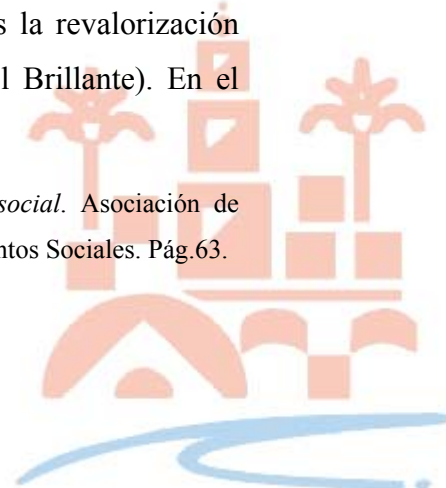 s la revalorización
l Brillante). En el
social. Asociación de
ntos Sociales. Pág.63.